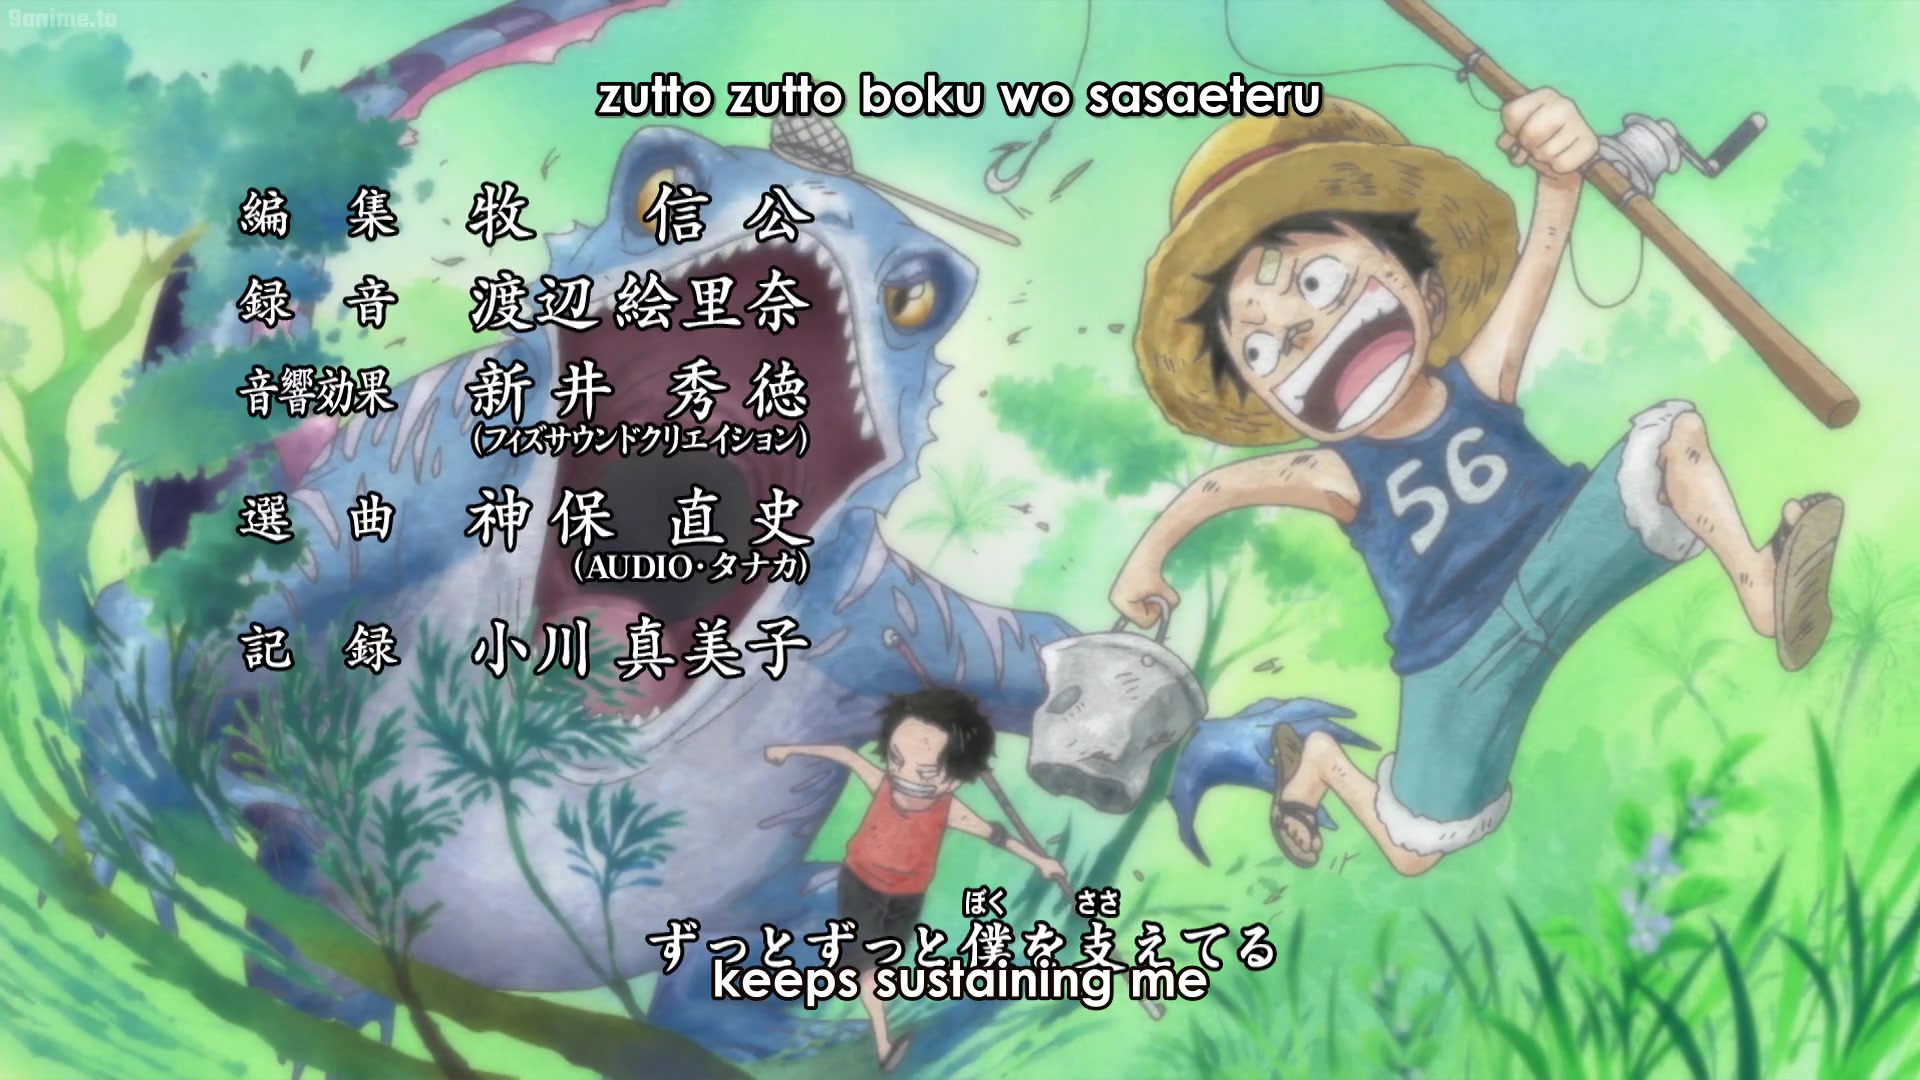 9anime.to
zutto zutto boku wo sasaeteru
編集 牧 信公
録音 渡辺 絵里奈
音響効果 新井 秀徳
(フィズサウンドクリエイション)
選曲 神保 直史
(AUDIO・タナカ)
記録 小川 真美子
56
ぼく ささ
ずっとずっと僕を支えてる
keeps sustaining me